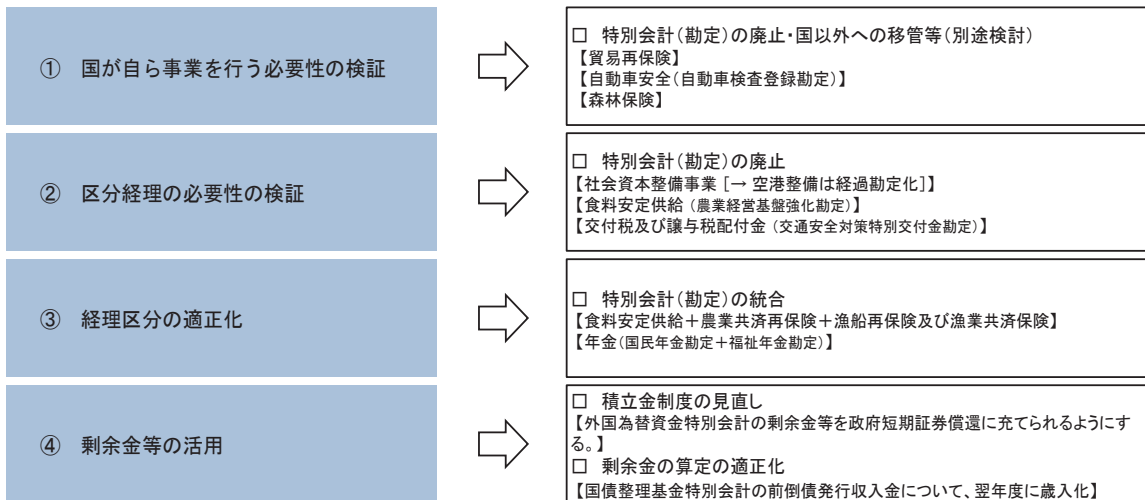 ① 国が自ら事業を行う必要性の検証
□ 特別会計(勘定)の廃止・国以外への移管等(別途検討)
【貿易再保険】
【自動車安全(自動車検査登録勘定)】
【森林保険】
② 区分経理の必要性の検証
□ 特別会計(勘定)の廃止
【社会資本整備事業 [→ 空港整備は経過勘定化]】
【食料安定供給 (農業経営基盤強化勘定)】
【交付税及び譲与税配付金 (交通安全対策特別交付金勘定)】
③ 経理区分の適正化
□ 特別会計(勘定)の統合
【食料安定供給+農業共済再保険+漁船再保険及び漁業共済保険】
【年金(国民年金勘定+福祉年金勘定)】
④ 剰余金等の活用
□ 積立金制度の見直し
【外国為替資金特別会計の剰余金等を政府短期証券償還に充てられるようにす
る。】
□ 剰余金の算定の適正化
【国債整理基金特別会計の前倒債発行収入金について、翌年度に歳入化】